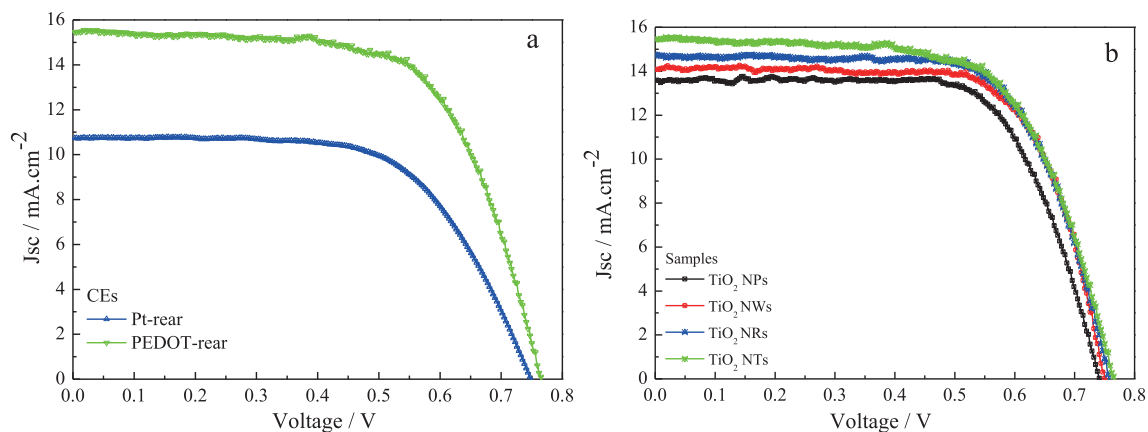 a
16
14
12
10
8
6
4
2
0
Jsc / mA.cm⁻²
CEs
Pt-rear
PEDOT-rear
0.0 0.1 0.2 0.3 0.4 0.5 0.6 0.7 0.8
Voltage / V
b
16
14
12
10
8
6
4
2
0
Jsc / mA.cm⁻²
Samples
TiO₂ NPs
TiO₂ NWs
TiO₂ NRs
TiO₂ NTs
0.0 0.1 0.2 0.3 0.4 0.5 0.6 0.7 0.8
Voltage / V